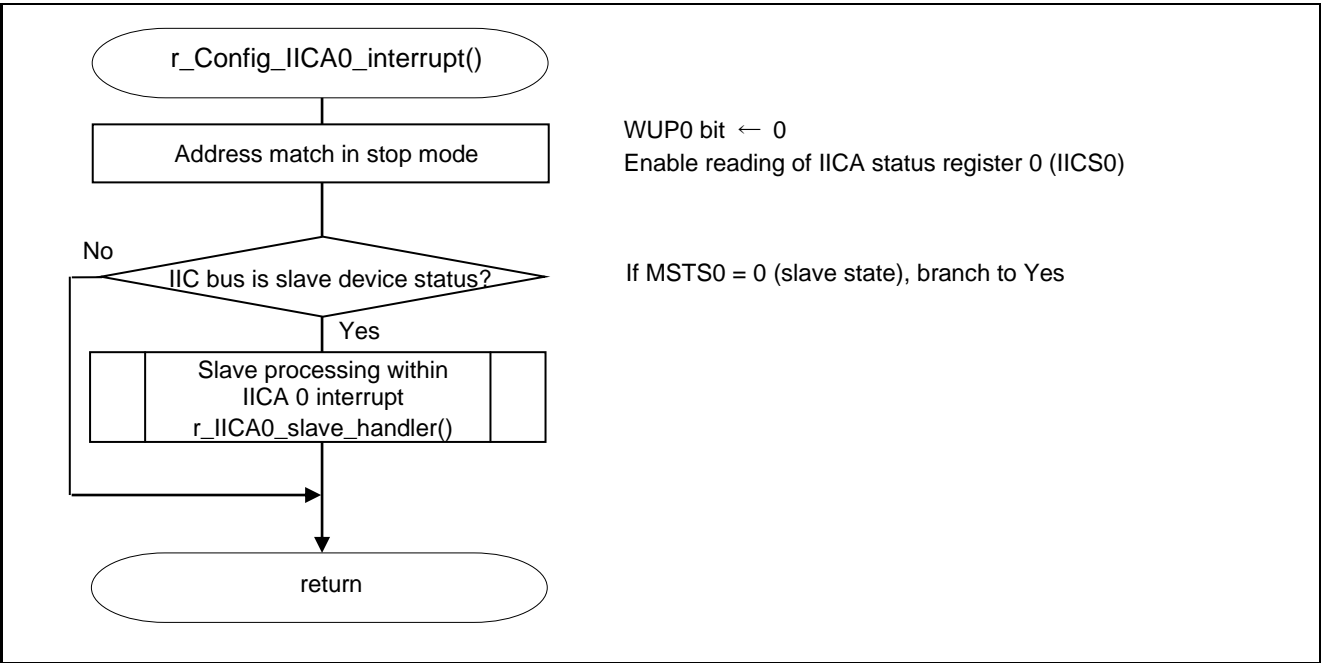 r_Config_IICA0_interrupt()
Address match in stop mode
WUP0 bit ← 0
Enable reading of IICA status register 0 (IICS0)
No
IIC bus is slave device status?
If MSTS0 = 0 (slave state), branch to Yes
Yes
Slave processing within
IICA 0 interrupt
r_IICA0_slave_handler()
return